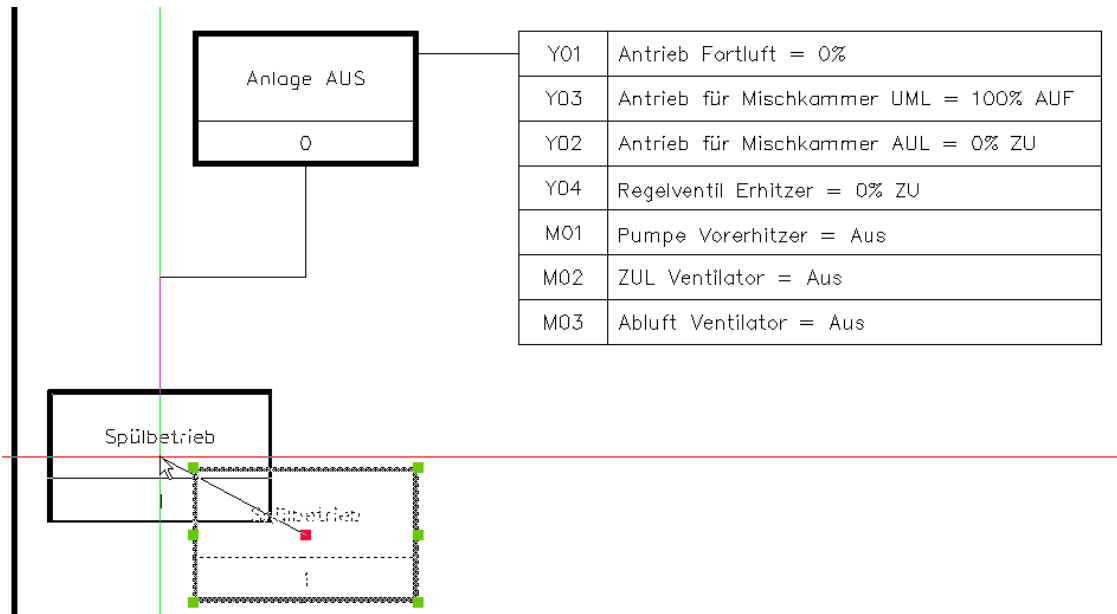 Anlage AUS
0
Y01 Antrieb Fortluft = 0%
Y03 Antrieb für Mischkammer UML = 100% AUF
Y02 Antrieb für Mischkammer AUL = 0% ZU
Y04 Regelventil Erhitzer = 0% ZU
M01 Pumpe Vorerhitzer = Aus
M02 ZUL Ventilator = Aus
M03 Abluft Ventilator = Aus
Spülbetrieb
1
Spülbetrieb
1